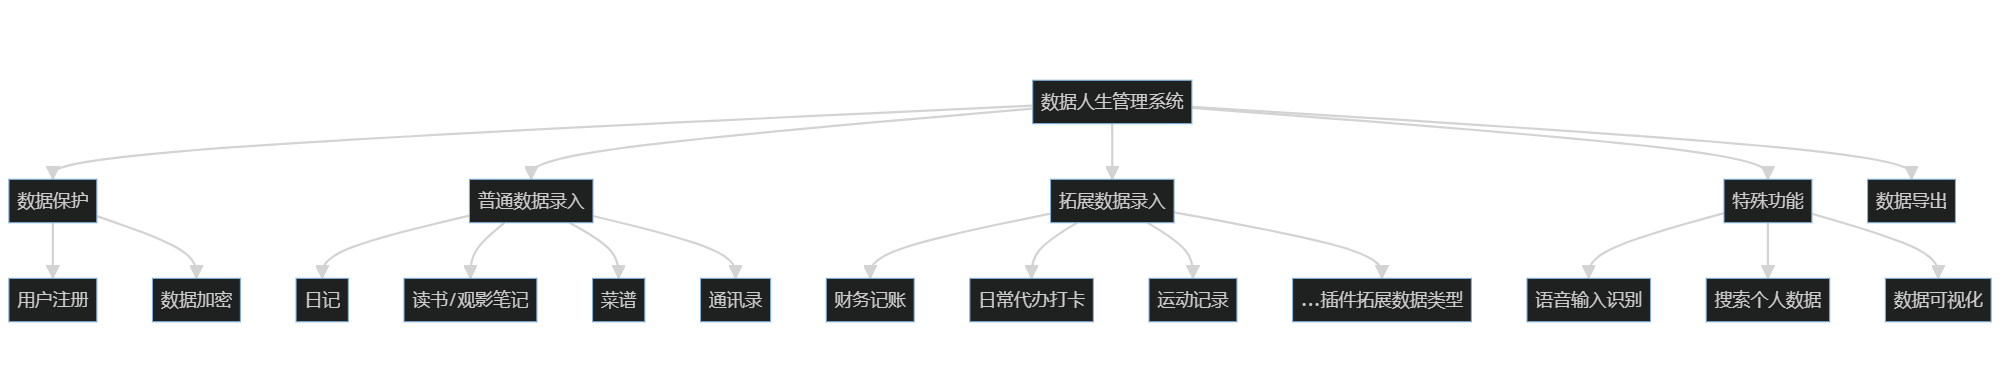 数据人生管理系统
数据保护
普通数据录入
拓展数据录入
特殊功能
数据导出
用户注册
数据加密
日记
读书/观影笔记
菜谱
通讯录
财务记账
日常代办打卡
运动记录
...插件拓展数据类型
语音输入识别
搜索个人数据
数据可视化